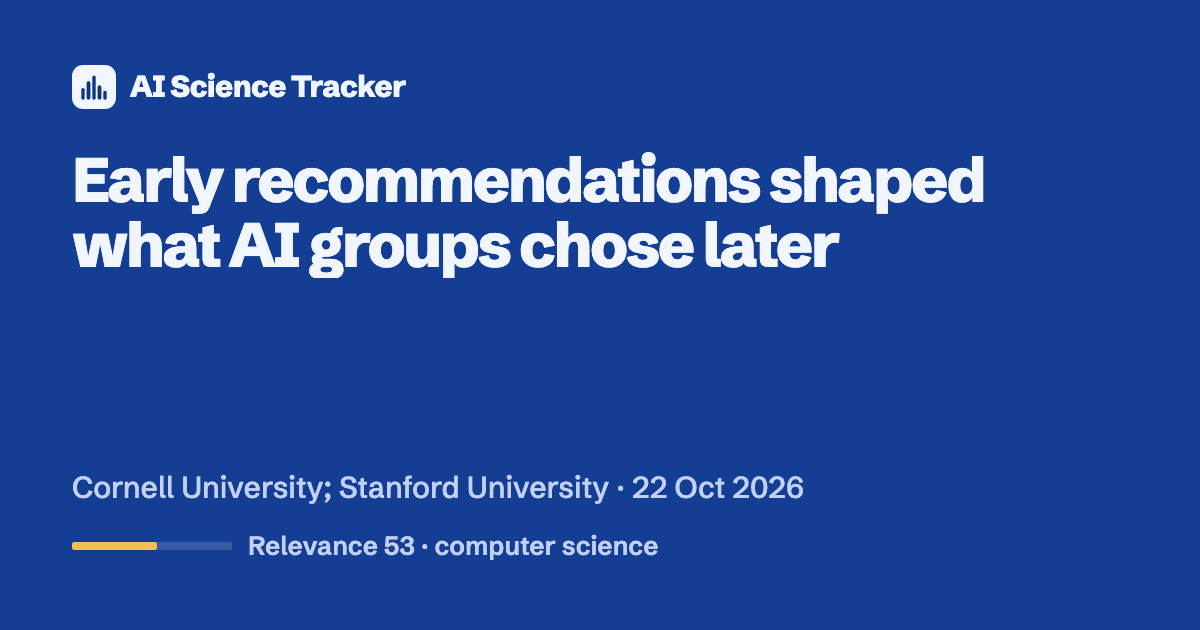 AI Science Tracker
Early recommendations shaped
what AI groups chose later
Cornell University; Stanford University · 22 Oct 2026
Relevance 53 · computer science